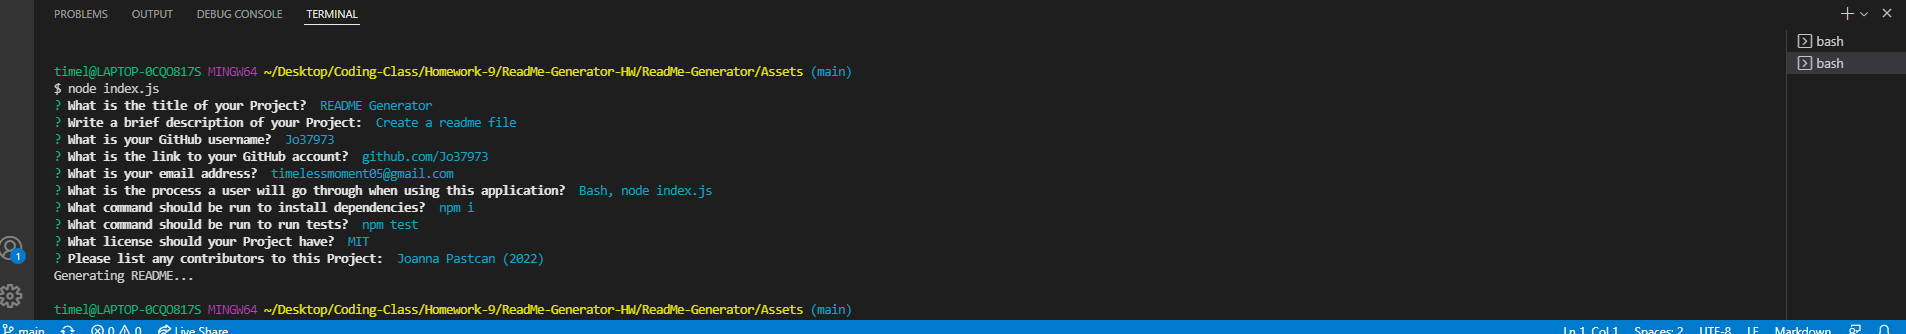 PROBLEMS OUTPUT DEBUG CONSOLE TERMINAL
bash
bash
timel@LAPTOP-0CQO817S MINGW64 ~/Desktop/Coding-Class/Homework-9/ReadMe-Generator-HW/ReadMe-Generator/Assets (main)
$ node index.js
? What is the title of your Project? README Generator
? Write a brief description of your Project: Create a readme file
? What is your GitHub username? Jo37973
? What is the link to your GitHub account? github.com/Jo37973
? What is your email address? timelessmoment05@gmail.com
? What is the process a user will go through when using this application? Bash, node index.js
? What command should be run to install dependencies? npm i
? What command should be run to run tests? npm test
? What license should your Project have? MIT
? Please list any contributors to this Project: Joanna Pastcan (2022)
Generating README...
timel@LAPTOP-0CQO817S MINGW64 ~/Desktop/Coding-Class/Homework-9/ReadMe-Generator-HW/ReadMe-Generator/Assets (main)
1
main 0 0 Live Share Ln 1, Col 1 Spaces: 2 UTF-8 LF Markdown